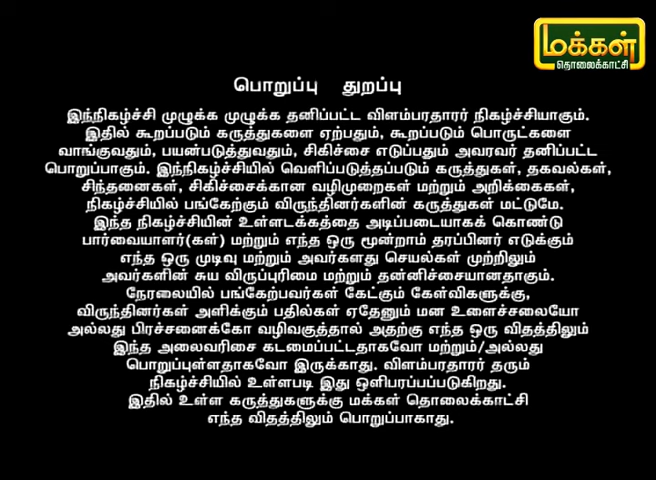 மக்கள்
தொலைக்காட்சி
பொறுப்பு துறப்பு
இந்நிகழ்ச்சி முழுக்க முழுக்க தனிப்பட்ட விளம்பரதாரர் நிகழ்ச்சியாகும்.
இதில் கூறப்படும் கருத்துகளை ஏற்பதும், கூறப்படும் பொருட்களை
வாங்குவதும், பயன்படுத்துவதும், சிகிச்சை எடுப்பதும் அவரவர் தனிப்பட்ட
பொறுப்பாகும். இந்நிகழ்ச்சியில் வெளிப்படுத்தப்படும் கருத்துகள், தகவல்கள்,
சிந்தனைகள், சிகிச்சைக்கான வழிமுறைகள் மற்றும் அறிக்கைகள்,
நிகழ்ச்சியில் பங்கேற்கும் விருந்தினர்களின் கருத்துகள் மட்டுமே.
இந்த நிகழ்ச்சியின் உள்ளடக்கத்தை அடிப்படையாகக் கொண்டு
பார்வையாளர்(கள்) மற்றும் எந்த ஒரு மூன்றாம் தரப்பினர் எடுக்கும்
எந்த ஒரு முடிவு மற்றும் அவர்களது செயல்கள் முற்றிலும்
அவர்களின் சுய விருப்புரிமை மற்றும் தன்னிச்சையானதாகும்.
நேரலையில் பங்கேற்பவர்கள் கேட்கும் கேள்விகளுக்கு,
விருந்தினர்கள் அளிக்கும் பதில்கள் ஏதேனும் மன உளைச்சலையோ
அல்லது பிரச்சனைக்கோ வழிவகுத்தால் அதற்கு எந்த ஒரு விதத்திலும்
இந்த அலைவரிசை கடமைப்பட்டதாகவோ மற்றும்/அல்லது
பொறுப்புள்ளதாகவோ இருக்காது. விளம்பரதாரர் தரும்
நிகழ்ச்சியில் உள்ளபடி இது ஒளிபரப்பப்படுகிறது.
இதில் உள்ள கருத்துகளுக்கு மக்கள் தொலைக்காட்சி
எந்த விதத்திலும் பொறுப்பாகாது.